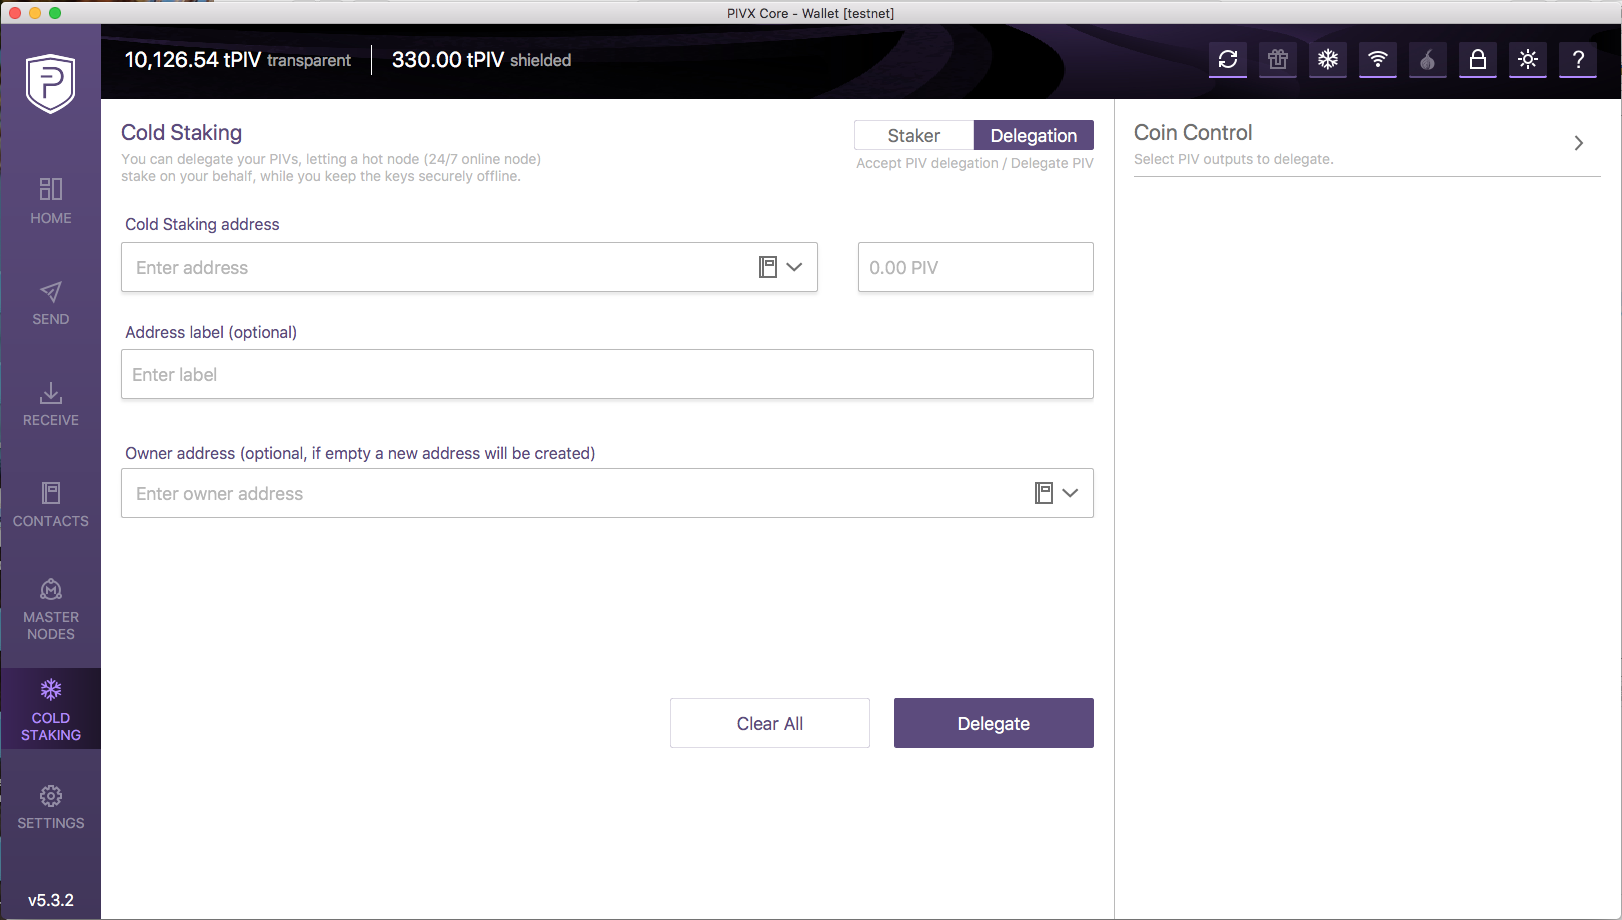 PIVX Core - Wallet [testnet]
10,126.54 tPIV transparent
330.00 tPIV shielded
?
HOME
SEND
RECEIVE
CONTACTS
MASTER
NODES
COLD
STAKING
SETTINGS
v5.3.2
Cold Staking
You can delegate your PIVs, letting a hot node (24/7 online node)
stake on your behalf, while you keep the keys securely offline.
Staker
Delegation
Accept PIV delegation / Delegate PIV
Cold Staking address
Enter address
0.00 PIV
Address label (optional)
Enter label
Owner address (optional, if empty a new address will be created)
Enter owner address
Clear All
Delegate
Coin Control
Select PIV outputs to delegate.